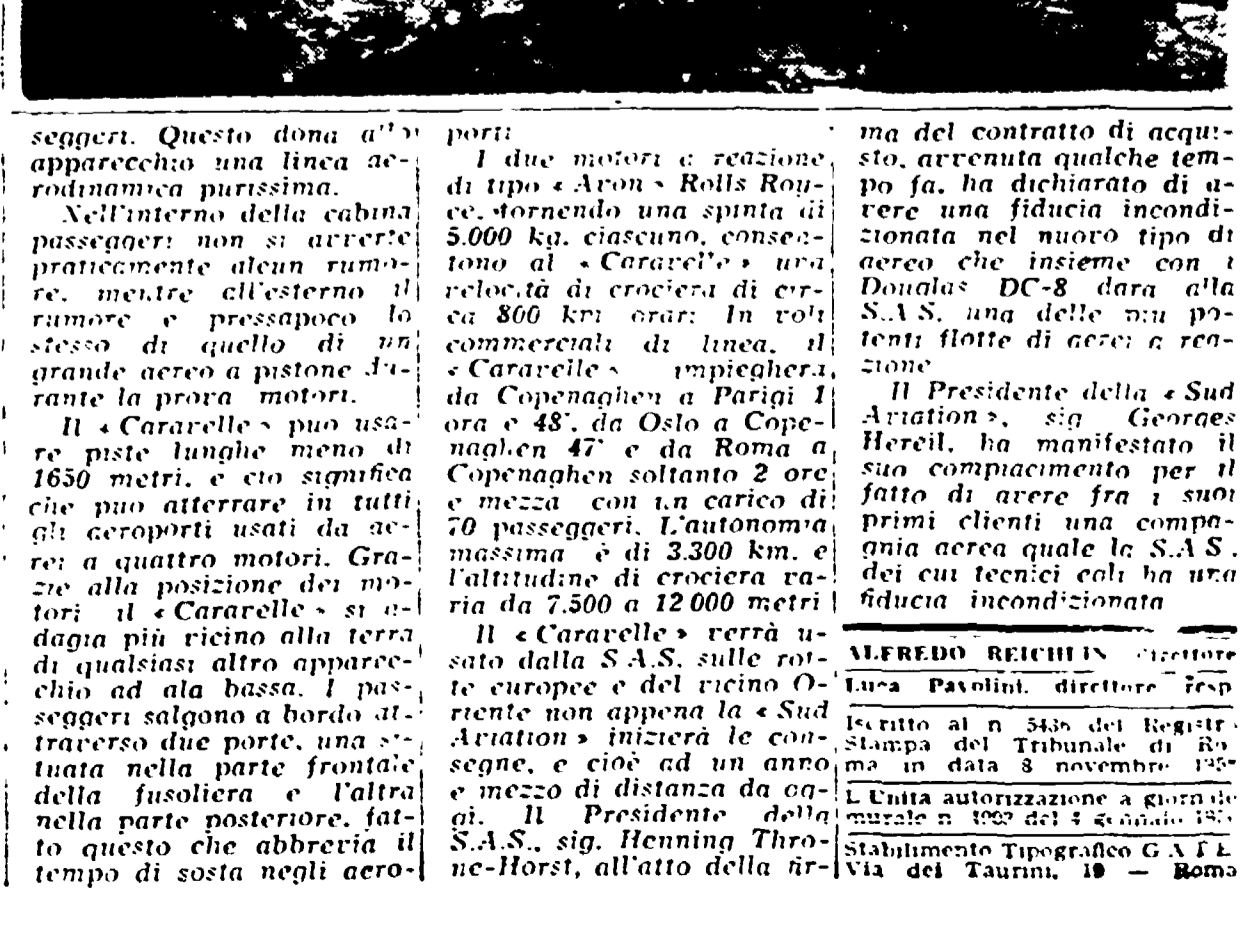 seggeri. Questo dona allo
apparecchio una linea ae-
rodinamica purissima.
Nell'interno della cabina
passeggeri non si avverte
praticamente alcun rumo-
re, mentre all'esterno il
rumore e pressapoco lo
stesso di quello di un
grande aereo a pistone du-
rante la prova motori.
Il « Caravelle » può usa-
re piste lunghe meno di
1650 metri, e ciò significa
che può atterrare in tutti
gli aeroporti usati da ae-
rei a quattro motori. Gra-
zie alla posizione dei mo-
tori il « Caravelle » si a-
dagia più vicino alla terra
di qualsiasi altro apparec-
chio ad ala bassa. I pas-
seggeri salgono a bordo at-
traverso due porte, una si-
tuata nella parte frontale
della fusoliera e l'altra
nella parte posteriore, fat-
to questo che abbrevia il
tempo di sosta negli aero-
porti
I due motori a reazione
di tipo « Avon » Rolls Roy-
ce, fornendo una spinta di
5.000 kg. ciascuno, consen-
tono al « Caravelle » una
velocità di crociera di cir-
ca 800 km orari In voli
commerciali di linea, il
« Caravelle » impiegherà
da Copenaghen a Parigi 1
ora e 48', da Oslo a Cope-
naghen 47' e da Roma a
Copenaghen soltanto 2 ore
e mezza con un carico di
70 passeggeri. L'autonomia
massima è di 3.300 km. e
l'altitudine di crociera va-
ria da 7.500 a 12 000 metri
Il « Caravelle » verrà u-
sato dalla S A.S. sulle rot-
te europee e del vicino O-
riente non appena la « Sud
Aviation » inizierà le con-
segne, e cioè ad un anno
e mezzo di distanza da og-
gi. Il Presidente della
S.A.S., sig. Henning Thro-
ne-Horst, all'atto della fir-
ma del contratto di acqui-
sto, avvenuta qualche tem-
po fa, ha dichiarato di a-
vere una fiducia incondi-
zionata nel nuovo tipo di
aereo che insieme con i
Douglas DC-8 darà alla
S.A S. una delle più po-
tenti flotte di aerei a rea-
zione
Il Presidente della « Sud
Aviation », sig Georges
Hereil, ha manifestato il
suo compiacimento per il
fatto di avere fra i suoi
primi clienti una compa-
gnia aerea quale la S.A S.
dei cui tecnici egli ha una
fiducia incondizionata
ALFREDO REICHLIN direttore
Luca Pavolini, direttore resp
Iscritto al n 5436 del Registro
Stampa del Tribunale di Ro-
ma in data 8 novembre
L'Unità autorizzazione a giornale
murale n del 4 gennaio
Stabilimento Tipografico G A T E
Via dei Taurini, 19 — Roma